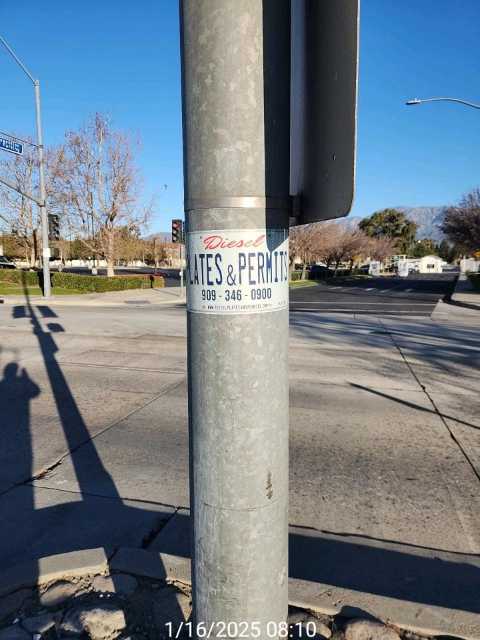 Diesel
LATES & PERMITS
909 - 346 - 0900
1/16/2025 08:10